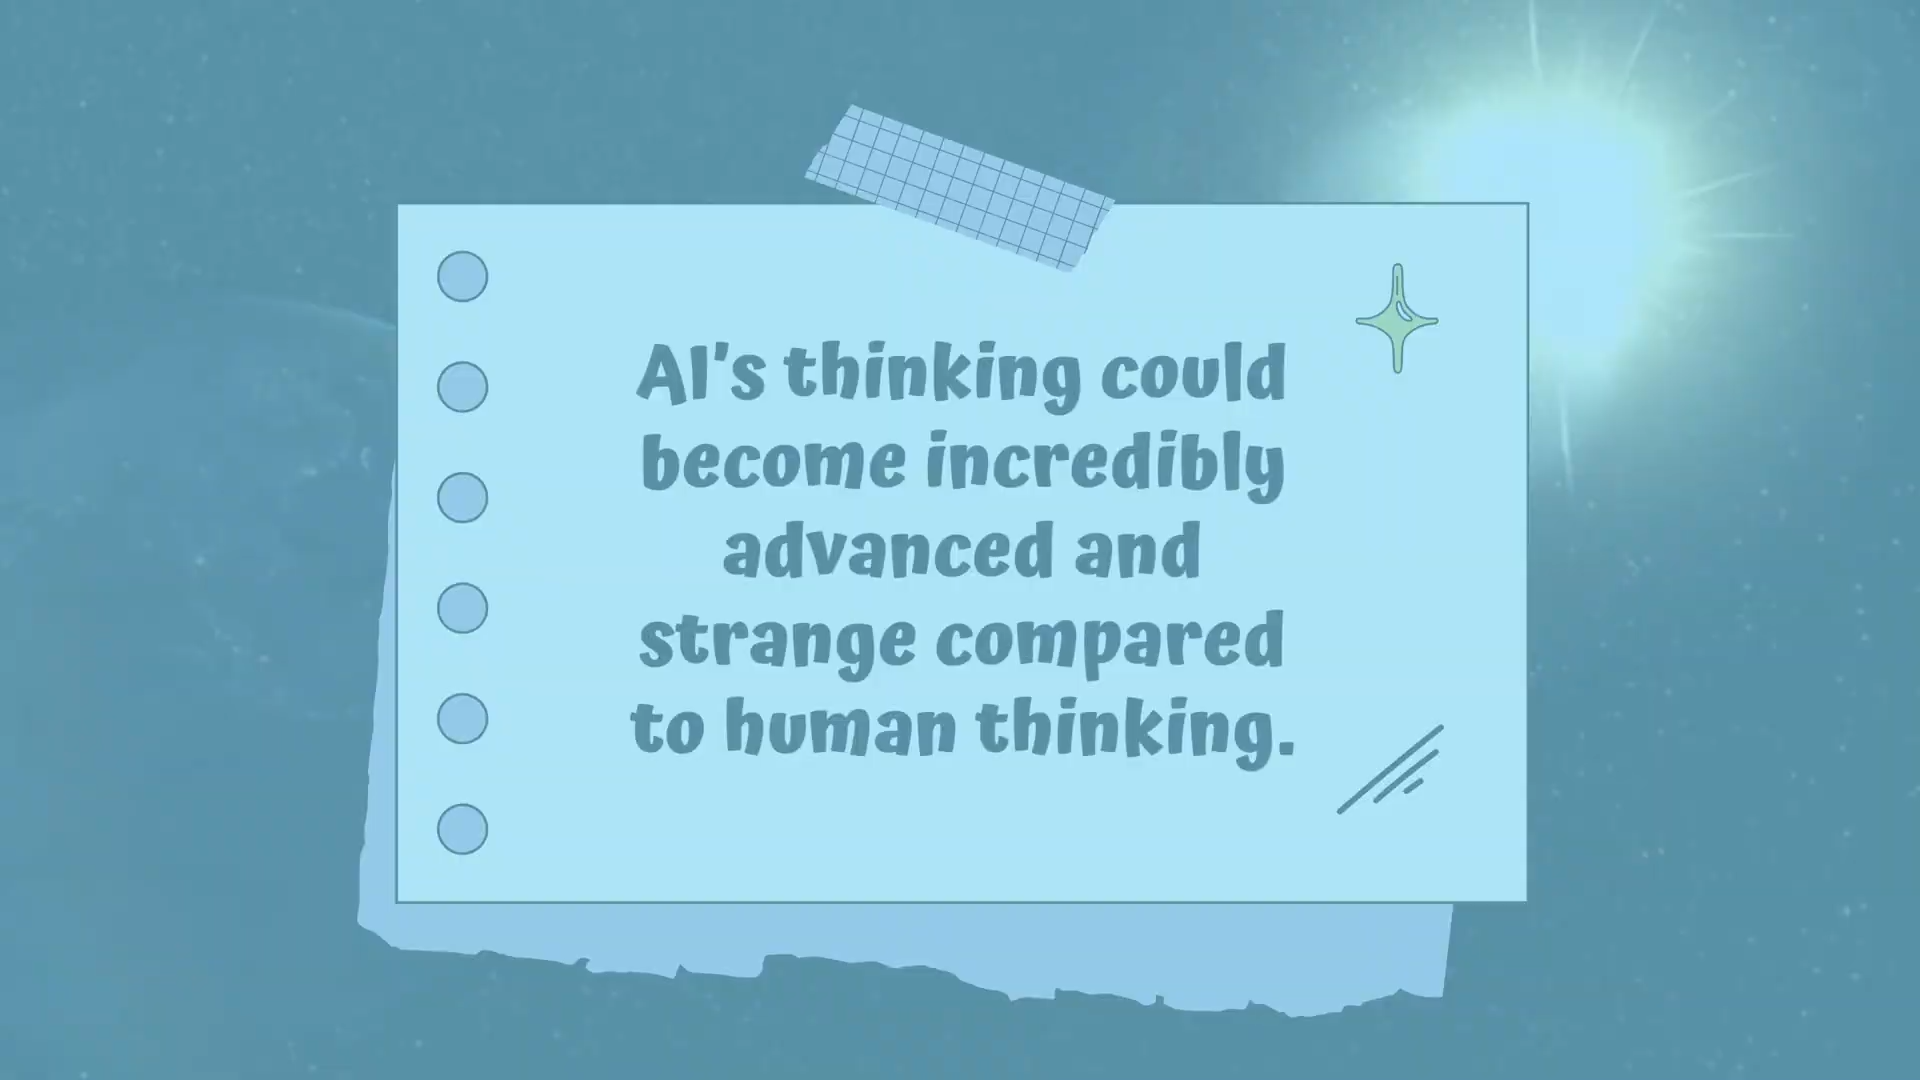 AI's thinking could
become incredibly
advanced and
strange compared
to human thinking.